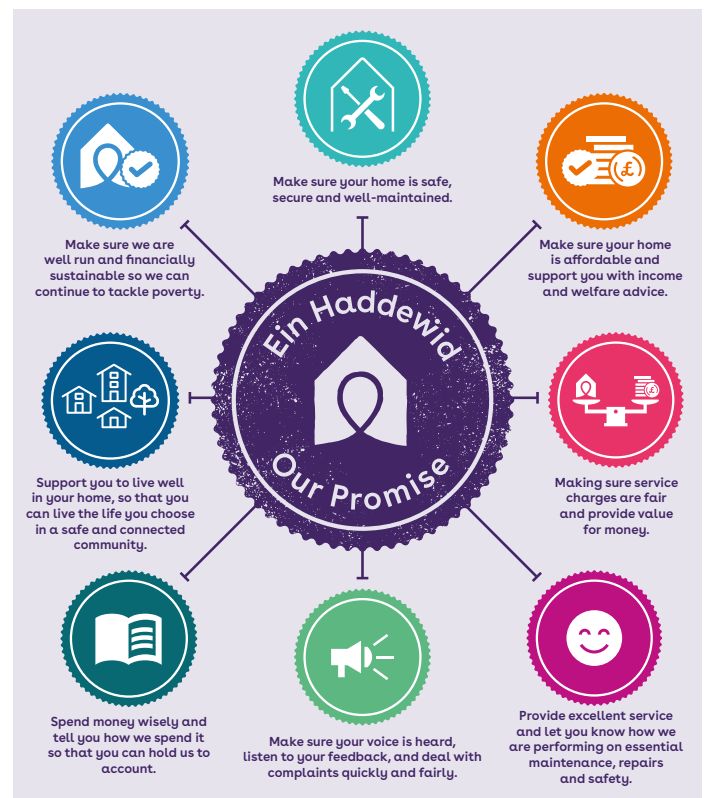 Make sure your home is safe,
secure and well-maintained.
Make sure we are
well run and financially
sustainable so we can
continue to tackle poverty.
£
Make sure your home
is affordable and
support you with income
and welfare advice.
Ein Haddewid
Our Promise
£
Support you to live well
in your home, so that you
can live the life you choose
in a safe and connected
community.
Making sure service
charges are fair
and provide value
for money.
Spend money wisely and
tell you how we spend it
so that you can hold us to
account.
Make sure your voice is heard,
listen to your feedback, and deal with
complaints quickly and fairly.
Provide excellent service
and let you know how we
are performing on essential
maintenance, repairs
and safety.